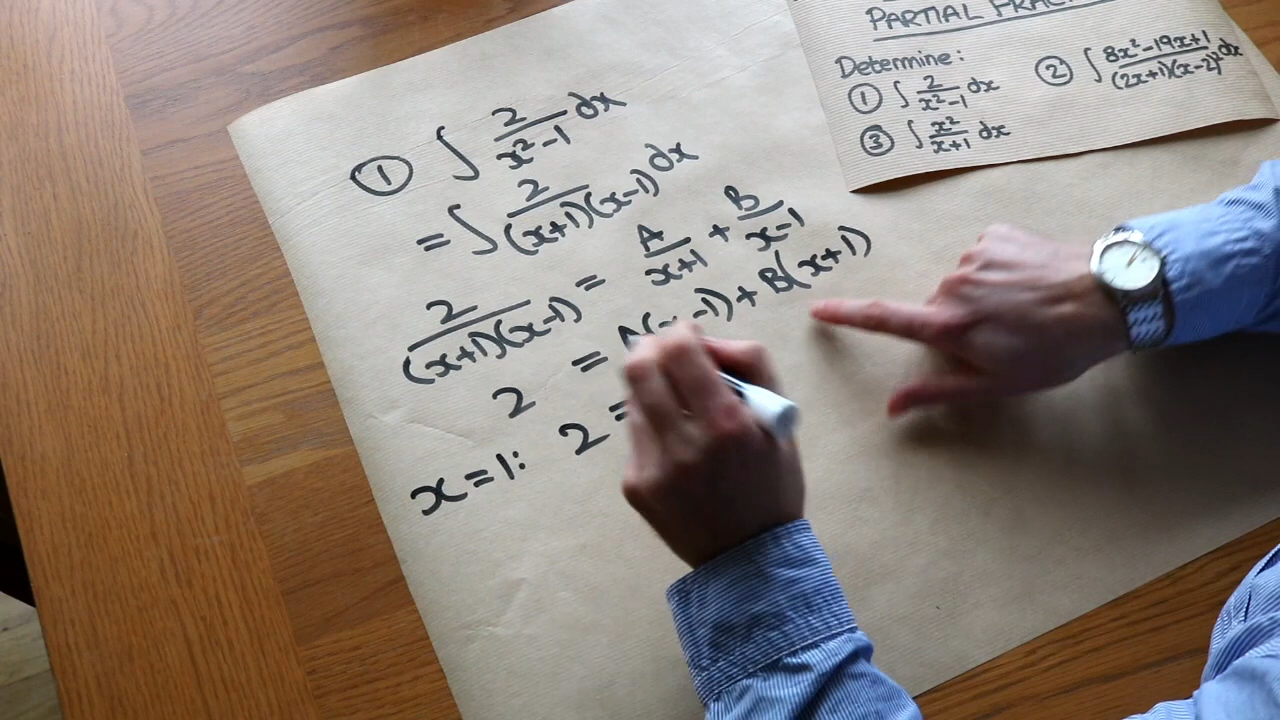 ① ∫ 2/(x²-1) dx
= ∫ 2/((x+1)(x-1)) dx
2/((x+1)(x-1)) = A/(x+1) + B/(x-1)
2 = A(x-1) + B(x+1)
x=1: 2 =
PARTIAL
Determine:
① ∫ 2/(x²-1) dx ② ∫ (8x²-19x+1)/((2x+1)(x-2)²) dx
③ ∫ x²/(x+1) dx